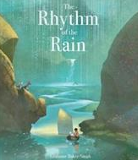 The
Rhythm
of the
Rain